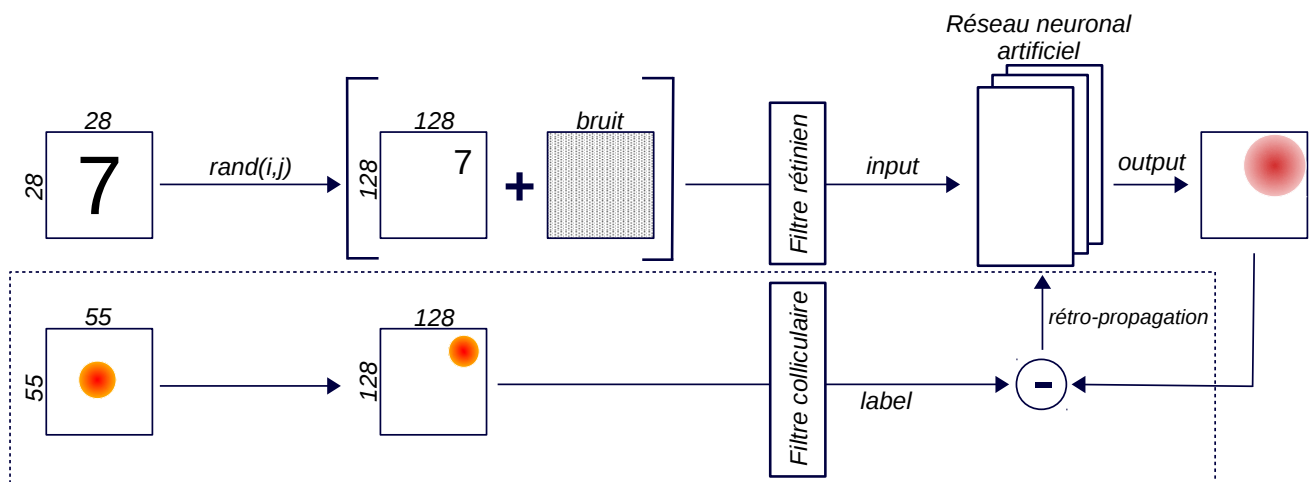 Réseau neuronal
artificiel
28
28
7
rand(i,j)
128
128
7
+
bruit
Filtre rétinien
input
output
55
55
128
128
Filtre colliculaire
label
-
rétro-propagation